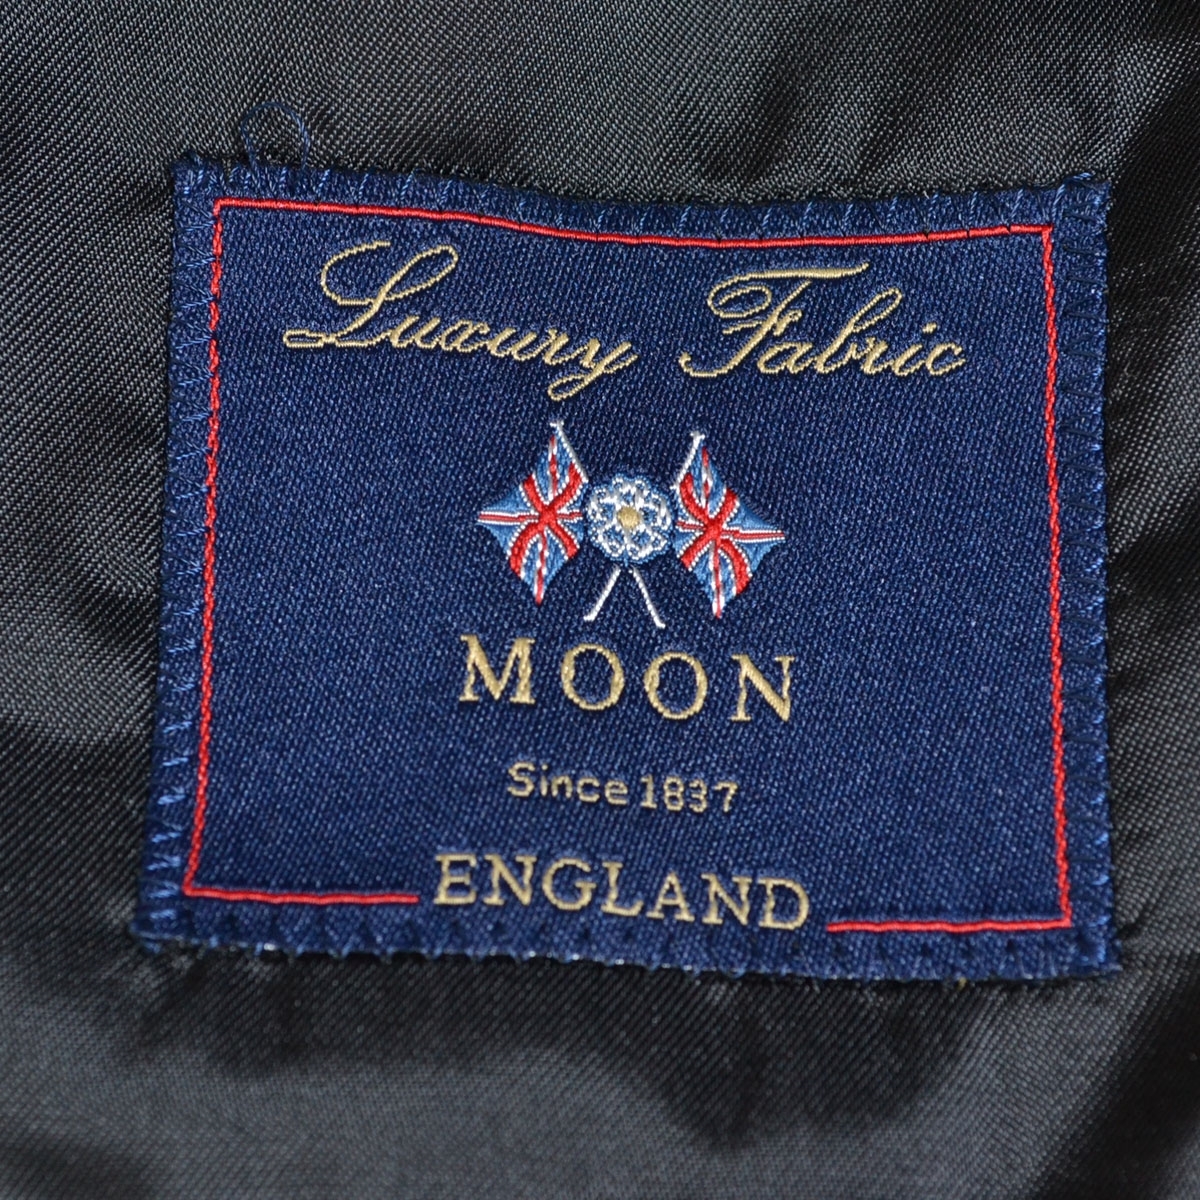 Luxury Fabric
MOON
Since 1837
ENGLAND